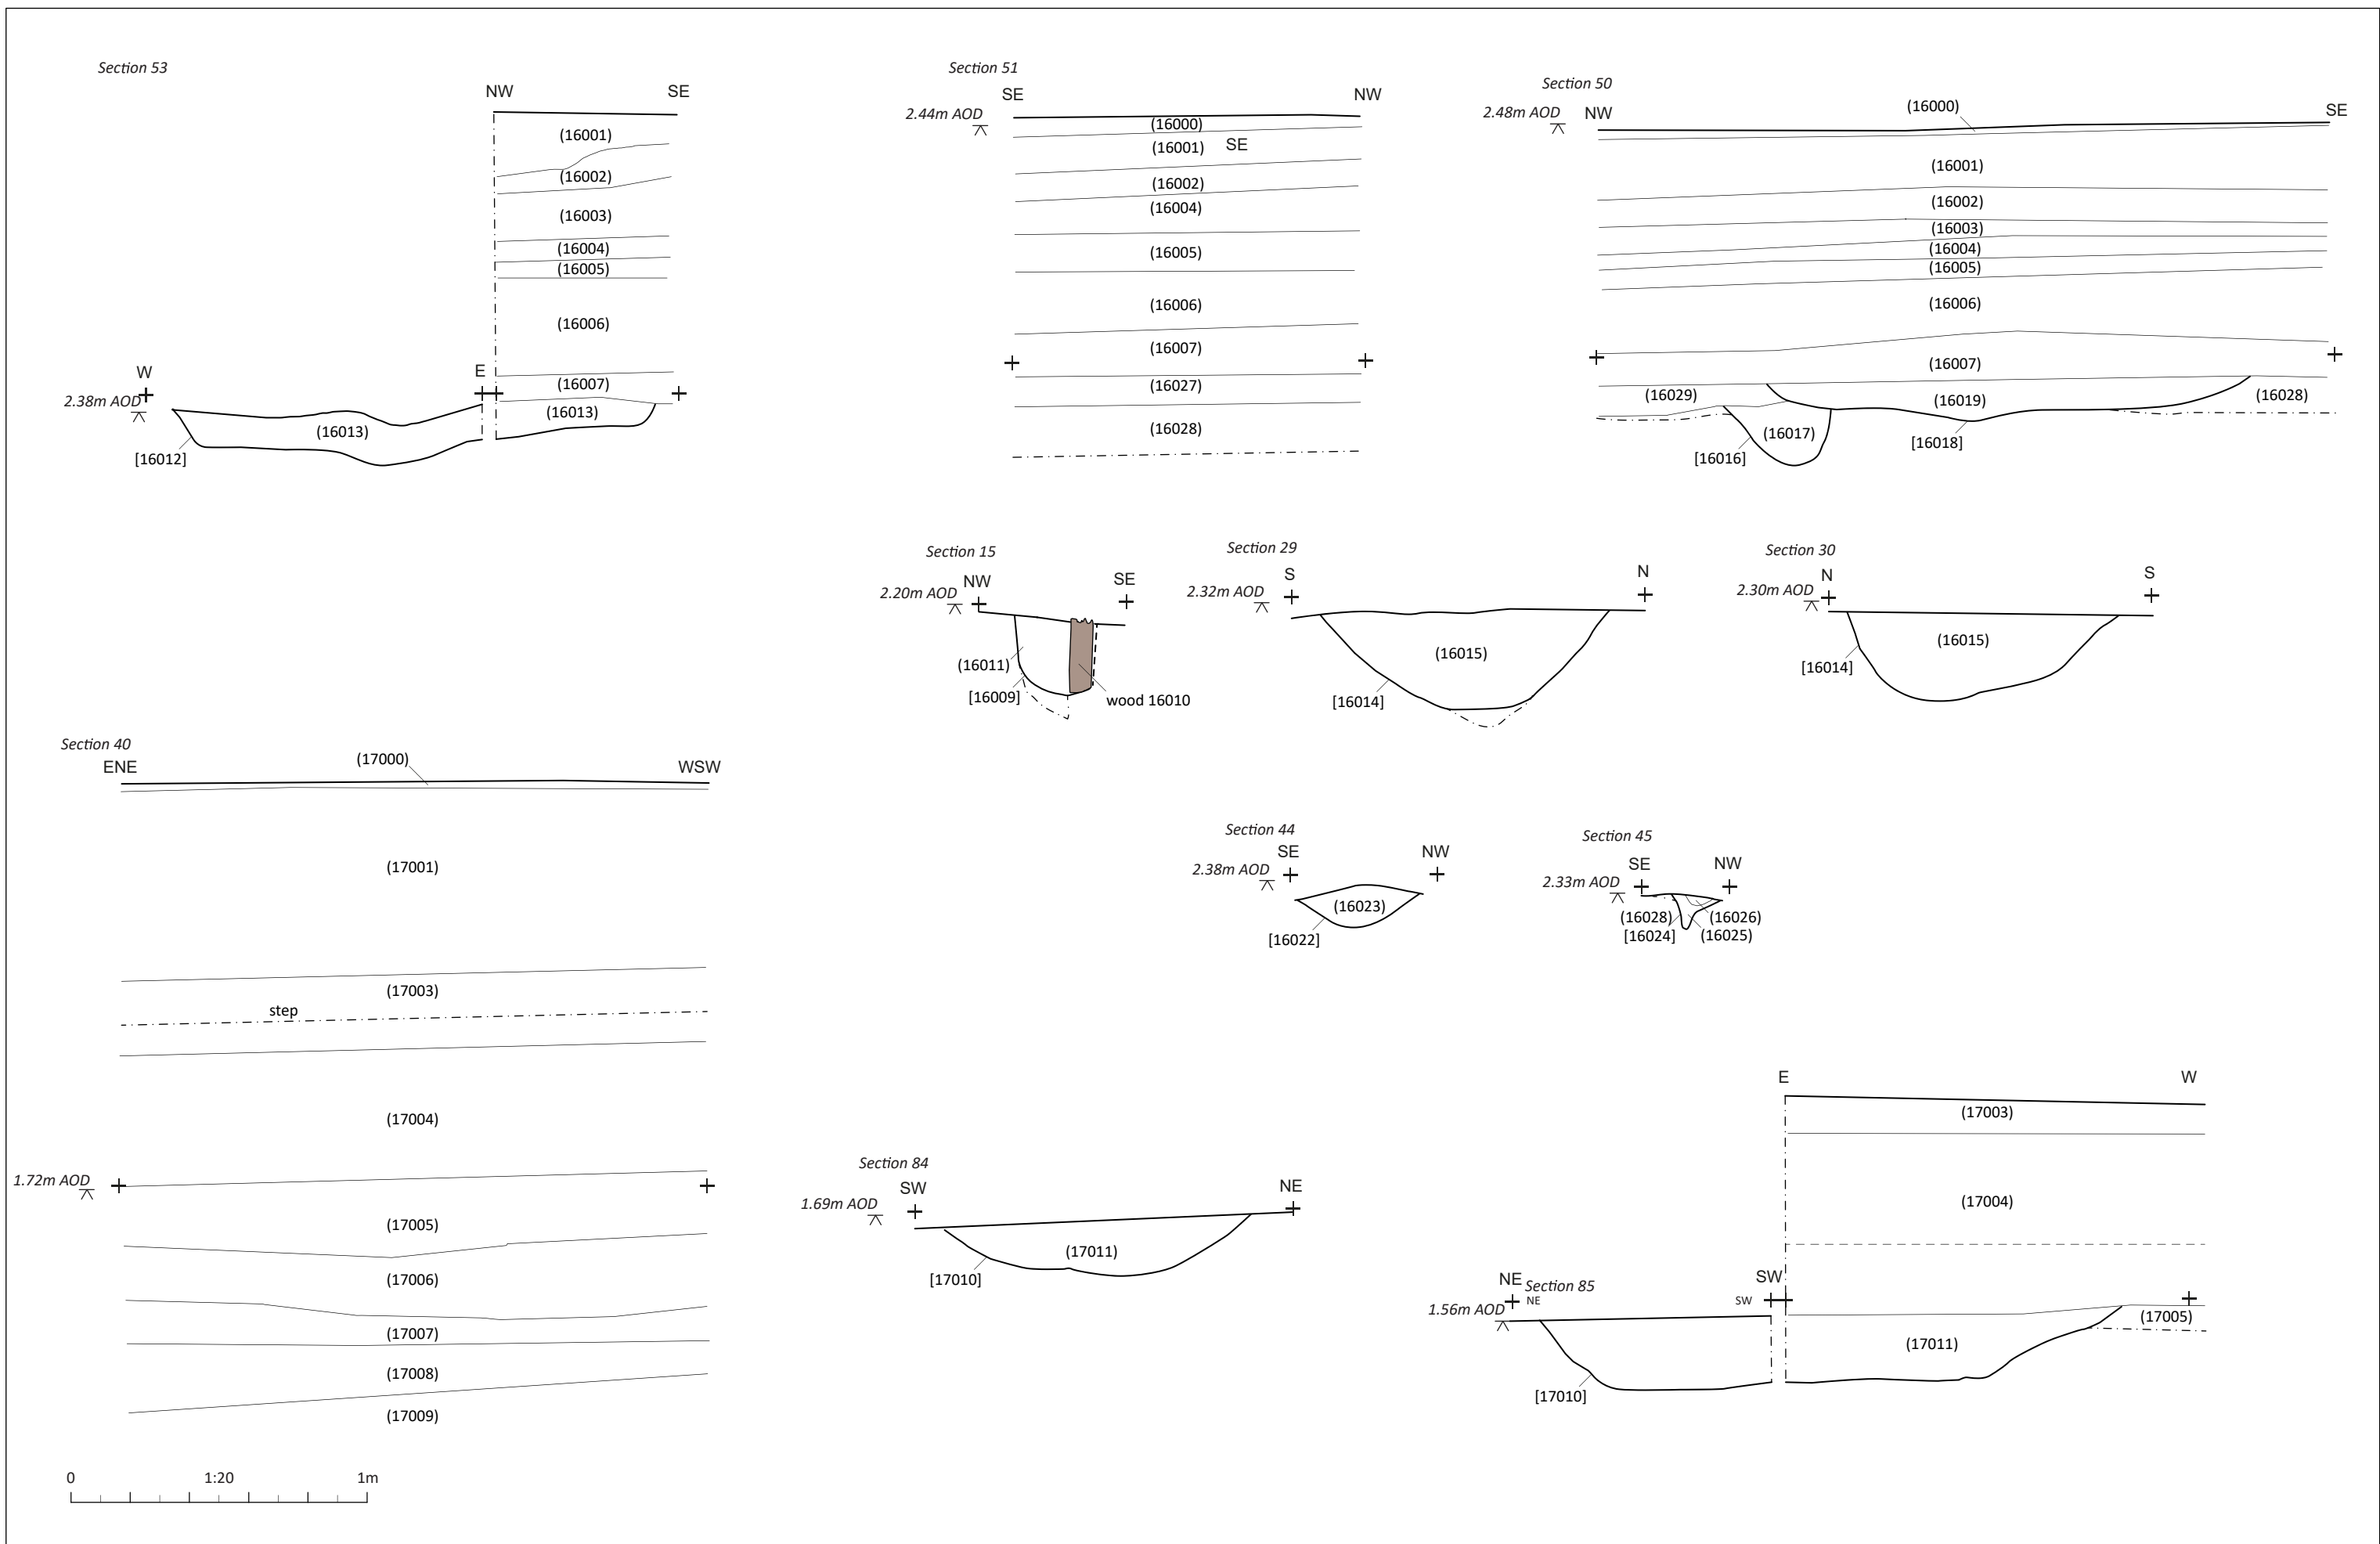 Section 53
NW
SE
(16001)
(16002)
(16003)
(16004)
(16005)
(16006)
W
E
2.38m AOD
(16007)
(16013)
(16013)
[16012]
Section 51
SE
NW
2.44m AOD
(16000)
(16001)
SE
(16002)
(16004)
(16005)
(16006)
(16007)
(16027)
(16028)
Section 50
2.48m AOD
NW
(16000)
SE
(16001)
(16002)
(16003)
(16004)
(16005)
(16006)
(16007)
(16029)
(16019)
(16028)
(16017)
[16016]
[16018]
Section 15
NW
SE
2.20m AOD
(16011)
[16009]
wood 16010
Section 29
S
N
2.32m AOD
(16015)
[16014]
Section 30
N
S
2.30m AOD
(16015)
[16014]
Section 40
ENE
(17000)
WSW
(17001)
(17003)
step
(17004)
1.72m AOD
(17005)
(17006)
(17007)
(17008)
(17009)
Section 44
SE
NW
2.38m AOD
(16023)
[16022]
Section 45
SE
NW
2.33m AOD
(16028)
(16026)
[16024]
(16025)
Section 84
SW
NE
1.69m AOD
(17011)
[17010]
E
W
(17003)
(17004)
NE
Section 85
SW
NE
SW
1.56m AOD
(17005)
(17011)
[17010]
0
1:20
1m